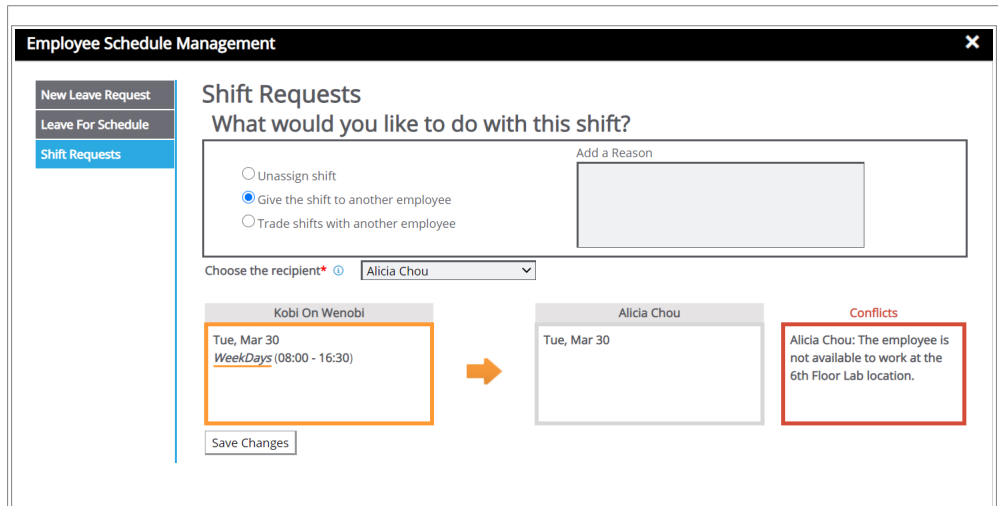 Employee Schedule Management
New Leave Request
Leave For Schedule
Shift Requests
Shift Requests
What would you like to do with this shift?
Unassign shift
Give the shift to another employee
Trade shifts with another employee
Add a Reason
Choose the recipient*
Alicia Chou
Kobi On Wenobi
Tue, Mar 30
WeekDays (08:00 - 16:30)
Alicia Chou
Tue, Mar 30
Conflicts
Alicia Chou: The employee is
not available to work at the
6th Floor Lab location.
Save Changes